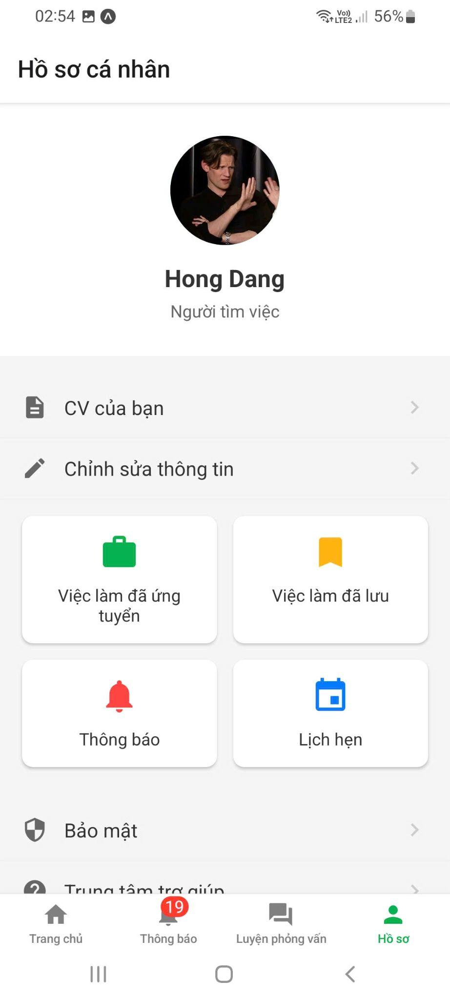 02:54
Vo)) LTE2 56%
Hồ sơ cá nhân
Hong Dang
Người tìm việc
CV của bạn
Chỉnh sửa thông tin
Việc làm đã ứng
tuyển
Việc làm đã lưu
Thông báo
Lịch hẹn
Bảo mật
Trung tâm trợ giúp
19
Trang chủ
Thông báo
Luyện phỏng vấn
Hồ sơ